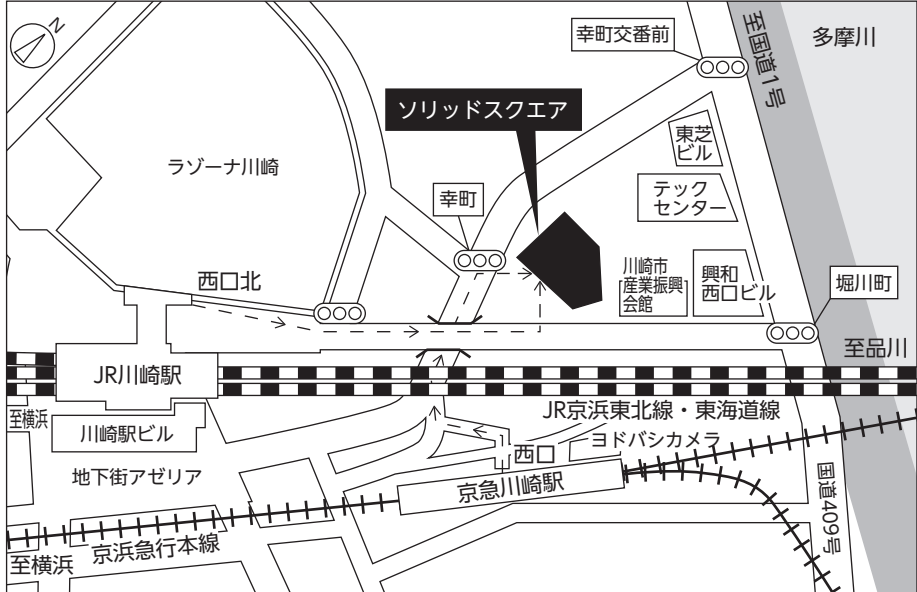 N
幸町交番前
至国道1号
多摩川
ソリッドスクエア
東芝
ビル
ラゾーナ川崎
テック
センター
幸町
西口北
川崎市
産業振興
会館
興和
西口ビル
堀川町
至品川
JR川崎駅
至横浜
JR京浜東北線・東海道線
川崎駅ビル
ヨドバシカメラ
西口
地下街アゼリア
京急川崎駅
国道409号
京浜急行本線
至横浜